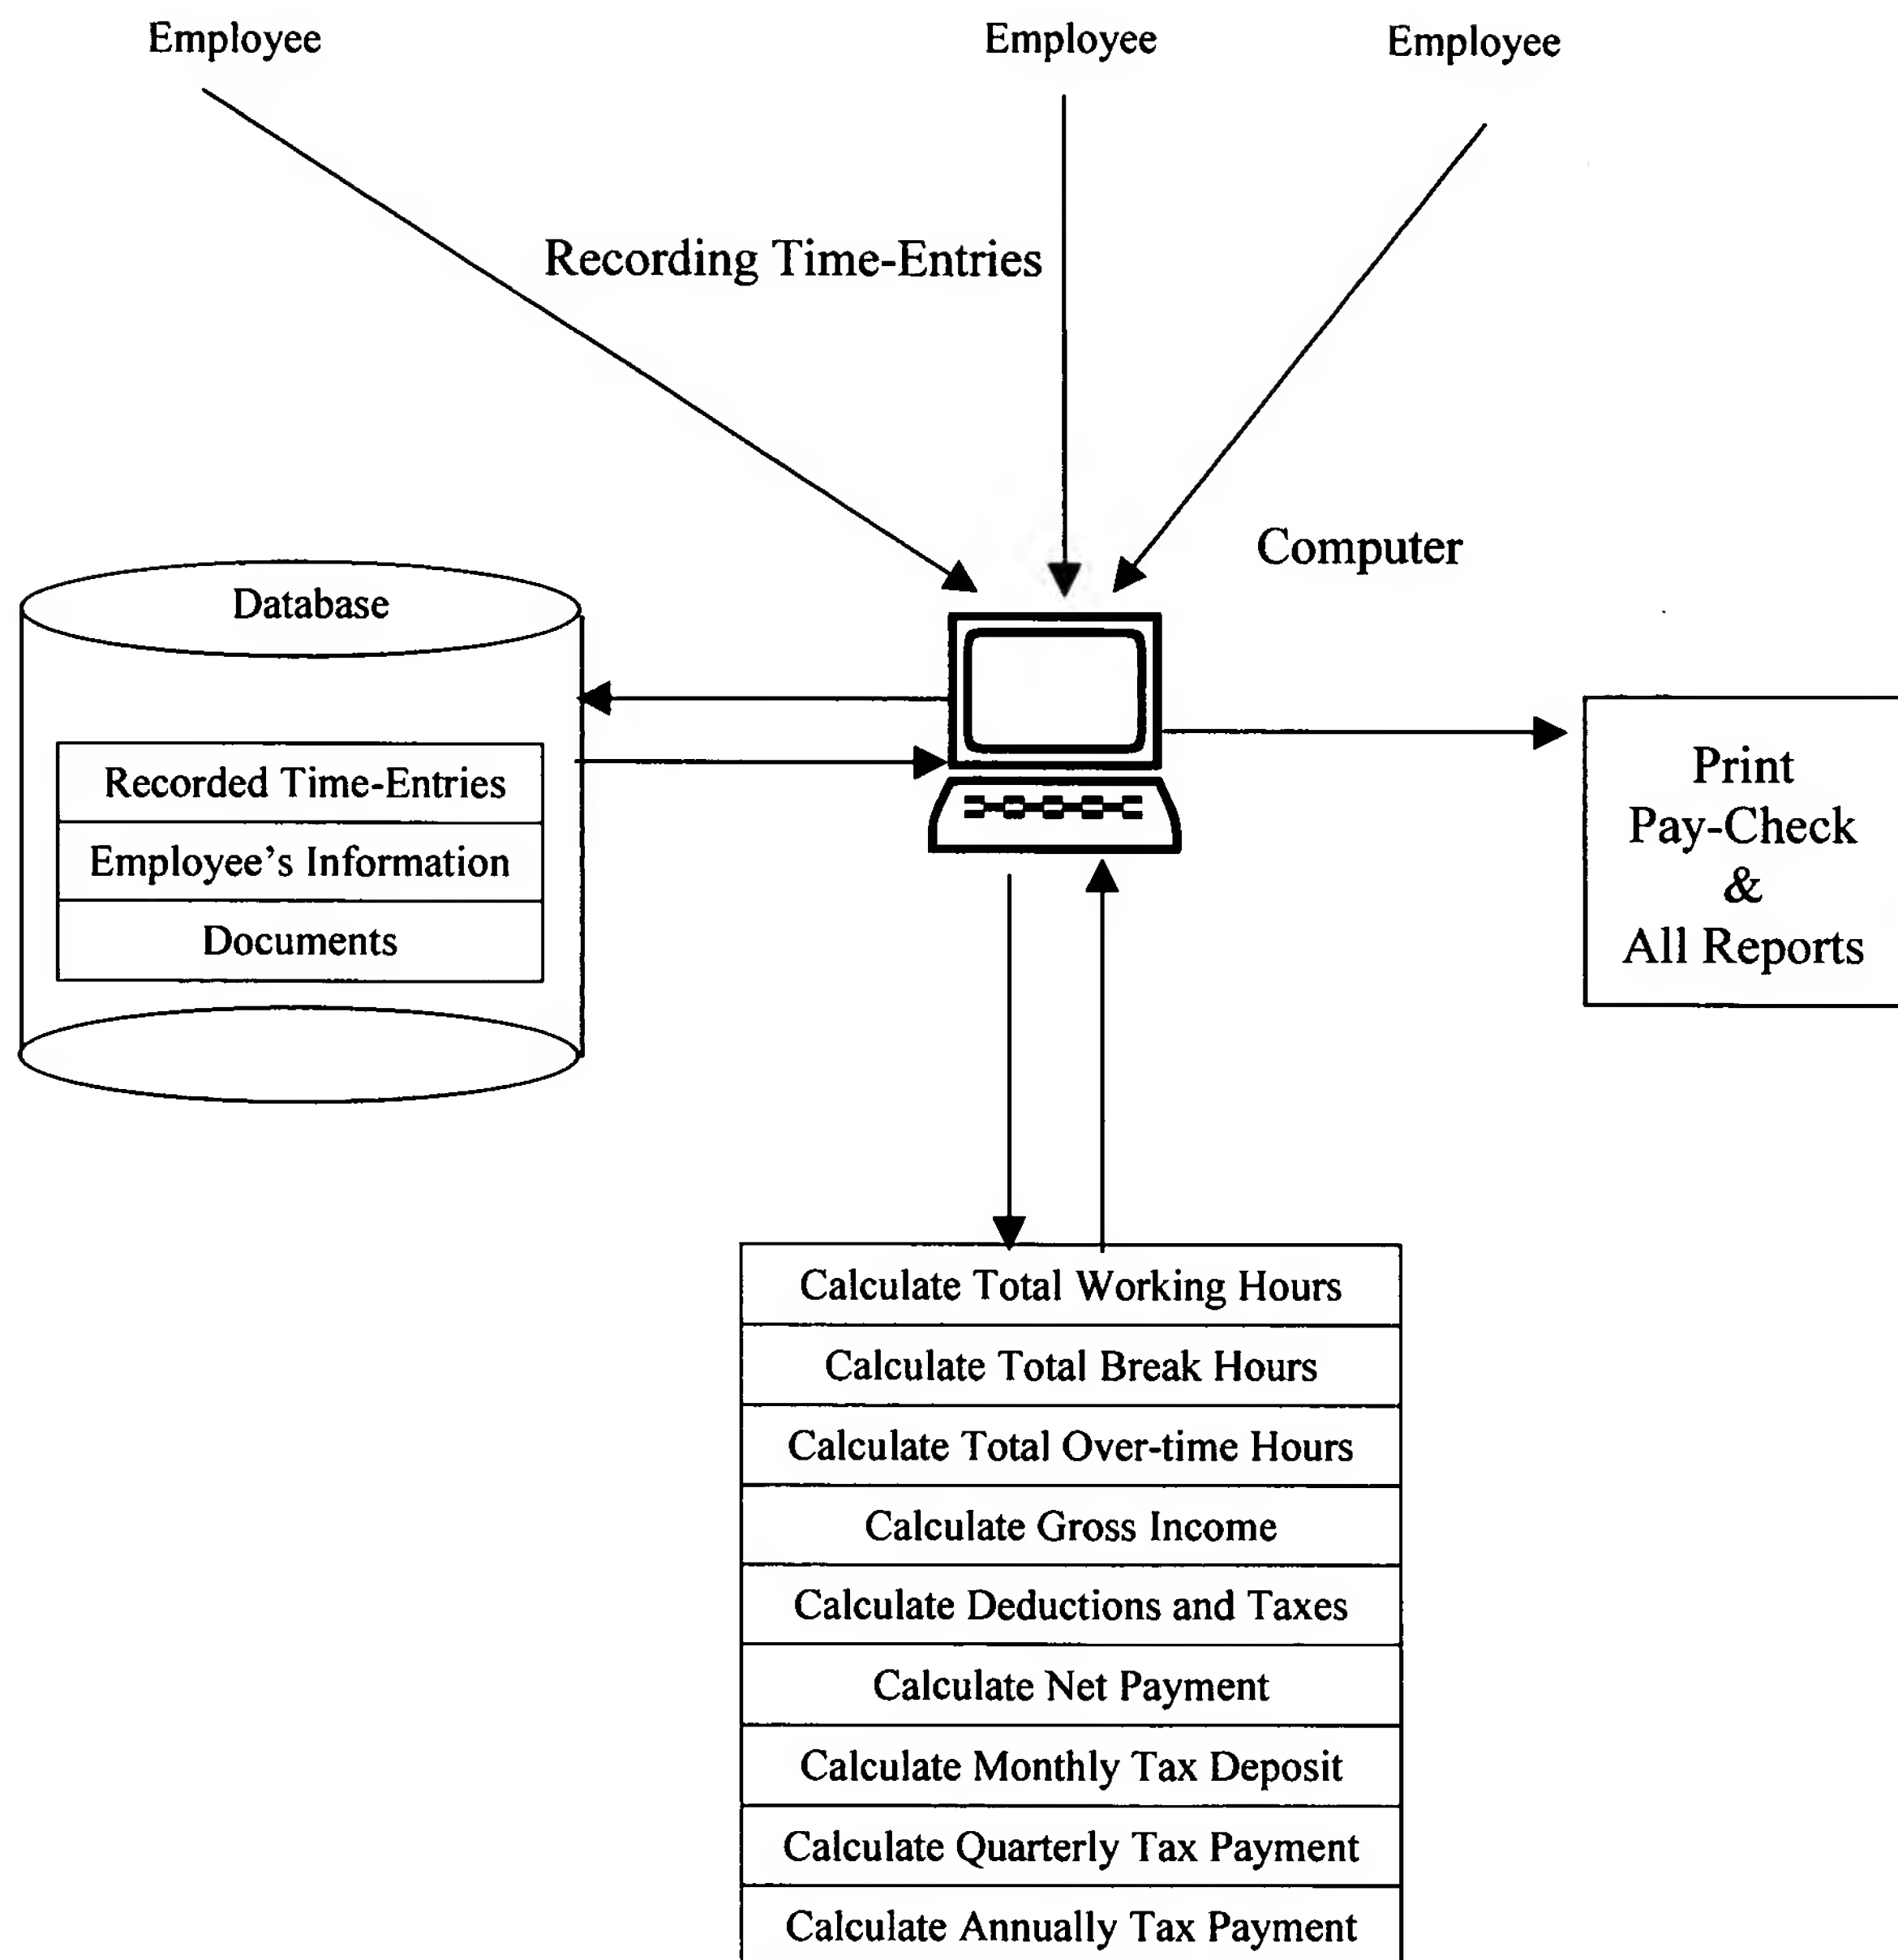 Employee
Employee
Employee
Recording Time-Entries
Computer
Database
Recorded Time-Entries
Employee's Information
Documents
Print
Pay-Check
&
All Reports
Calculate Total Working Hours
Calculate Total Break Hours
Calculate Total Over-time Hours
Calculate Gross Income
Calculate Deductions and Taxes
Calculate Net Payment
Calculate Monthly Tax Deposit
Calculate Quarterly Tax Payment
Calculate Annually Tax Payment